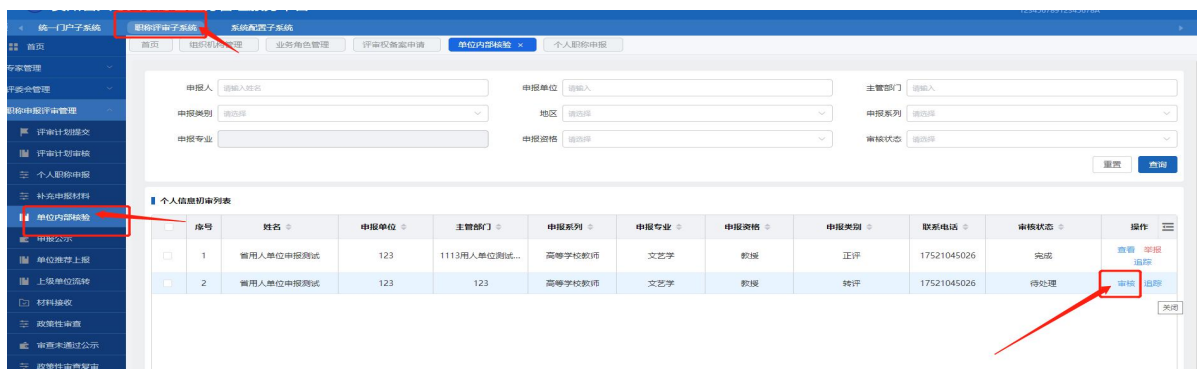 统一门户子系统 职称评审子系统 系统配置子系统
首页 首页 组织机构管理 业务角色管理 评审权备案申请 单位内部核验 × 个人职称申报
专家管理
评委会管理
申报人 请输入姓名 申报单位 请输入 主管部门 请输入
职称申报评审管理
申报类别 请选择 地区 请选择 申报系列 请选择
评审计划提交
申报专业 申报资格 请选择 审核状态 请选择
评审计划审核
重置 查询
个人职称申报
补充申报材料
个人信息初审列表
单位内部核验
序号 姓名 申报单位 主管部门 申报系列 申报专业 申报资格 申报类别 联系电话 审核状态 操作
申报公示
1 省用人单位申报测试 123 1113用人单位测试... 高等学校教师 文艺学 教授 正评 17521045026 完成 查看 举报
追踪
单位推荐上报
2 省用人单位申报测试 123 123 高等学校教师 文艺学 教授 转评 17521045026 待处理 审核 追踪
上级单位流转
材料接收
关闭
政策性审查
审查未通过公示
政策性审查复审